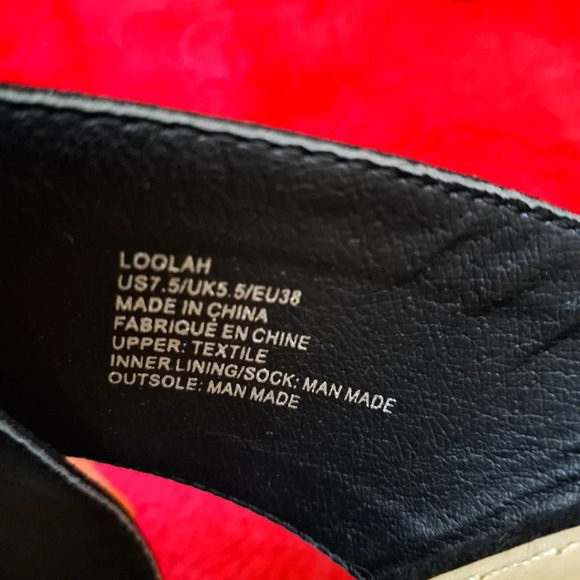 LOOLAH
US7.5/UK5.5/EU38
MADE IN CHINA
FABRIQUÉ EN CHINE
UPPER: TEXTILE
INNER LINING/SOCK: MAN MADE
OUTSOLE: MAN MADE